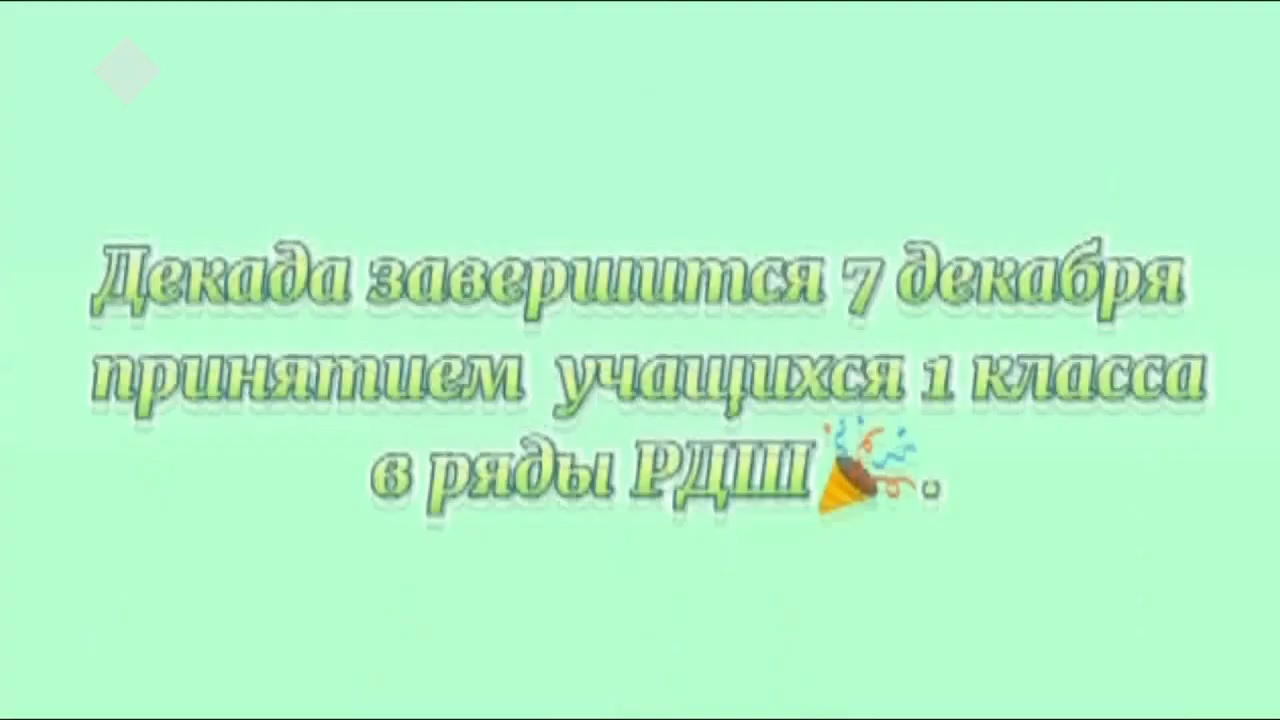 Декада завершится 7 декабря
принятием учащихся 1 класса
в ряды РДШ🎉.